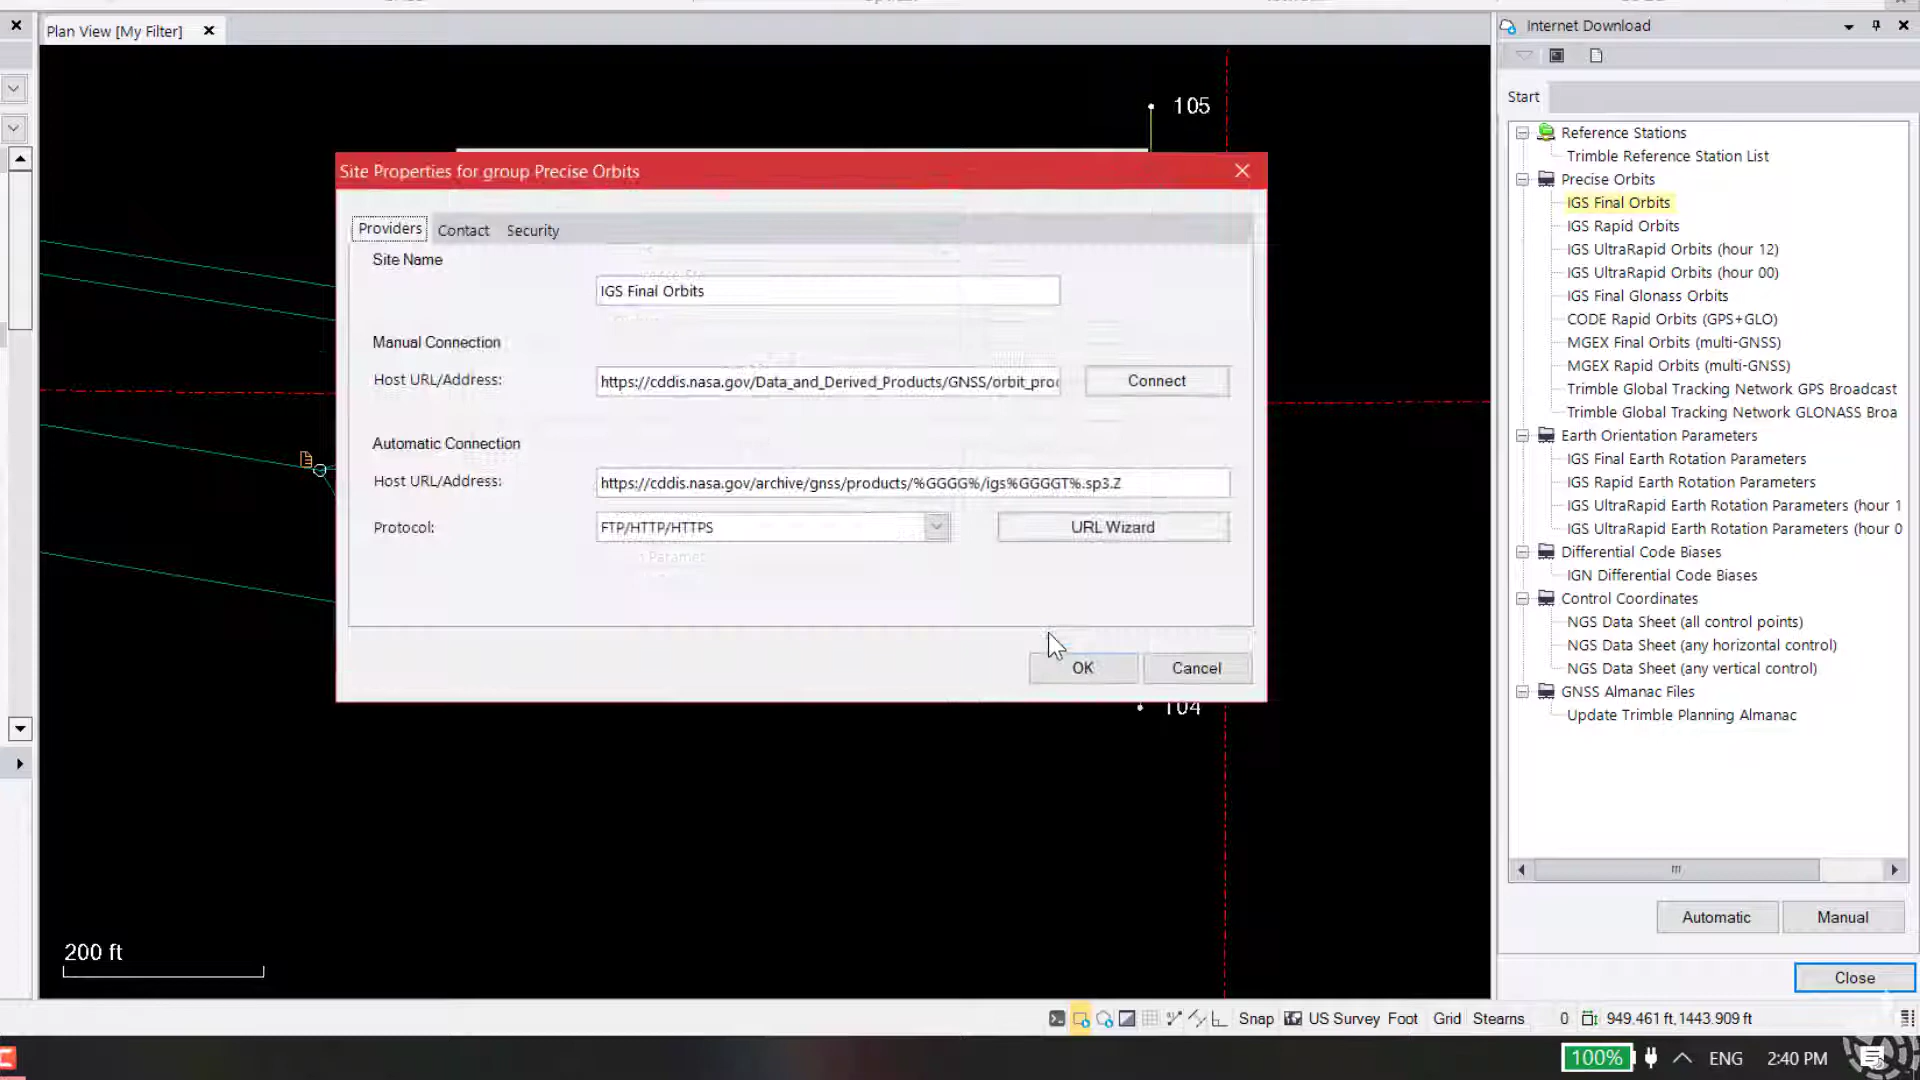 Plan View [My Filter]
105
104
200 ft
Site Properties for group Precise Orbits
Providers
Contact
Security
Site Name
IGS Final Orbits
Manual Connection
Host URL/Address:
https://cddis.nasa.gov/Data_and_Derived_Products/GNSS/orbit_proc
Connect
Automatic Connection
Host URL/Address:
https://cddis.nasa.gov/archive/gnss/products/%GGGG%/igs%GGGGT%.sp3.Z
Protocol:
FTP/HTTP/HTTPS
URL Wizard
OK
Cancel
Internet Download
Start
Reference Stations
Trimble Reference Station List
Precise Orbits
IGS Final Orbits
IGS Rapid Orbits
IGS UltraRapid Orbits (hour 12)
IGS UltraRapid Orbits (hour 00)
IGS Final Glonass Orbits
CODE Rapid Orbits (GPS+GLO)
MGEX Final Orbits (multi-GNSS)
MGEX Rapid Orbits (multi-GNSS)
Trimble Global Tracking Network GPS Broadcast
Trimble Global Tracking Network GLONASS Broa
Earth Orientation Parameters
IGS Final Earth Rotation Parameters
IGS Rapid Earth Rotation Parameters
IGS UltraRapid Earth Rotation Parameters (hour 1
IGS UltraRapid Earth Rotation Parameters (hour 0
Differential Code Biases
IGN Differential Code Biases
Control Coordinates
NGS Data Sheet (all control points)
NGS Data Sheet (any horizontal control)
NGS Data Sheet (any vertical control)
GNSS Almanac Files
Update Trimble Planning Almanac
Automatic
Manual
Close
Snap
US Survey Foot
Grid
Stearns
0
949.461 ft, 1443.909 ft
100%
ENG
2:40 PM